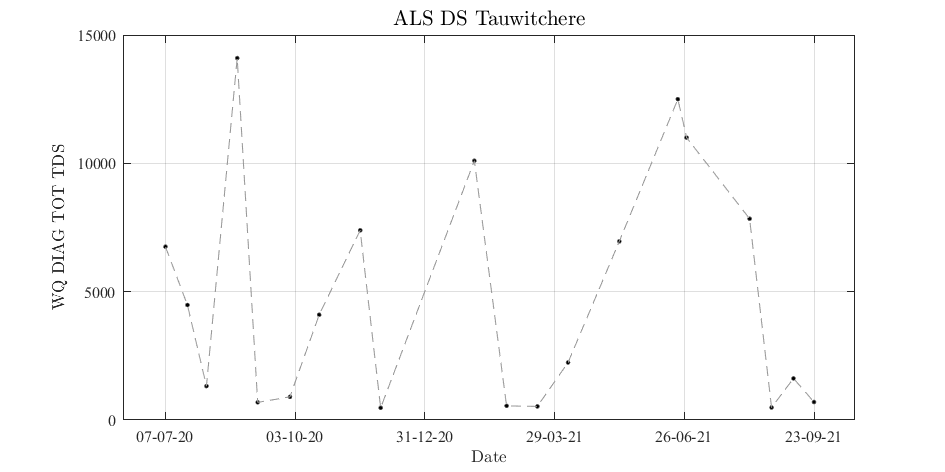 ALS DS Tauwitchere
15000
10000
5000
0
WQ DIAG TOT TDS
07-07-20 03-10-20 31-12-20 29-03-21 26-06-21 23-09-21
Date